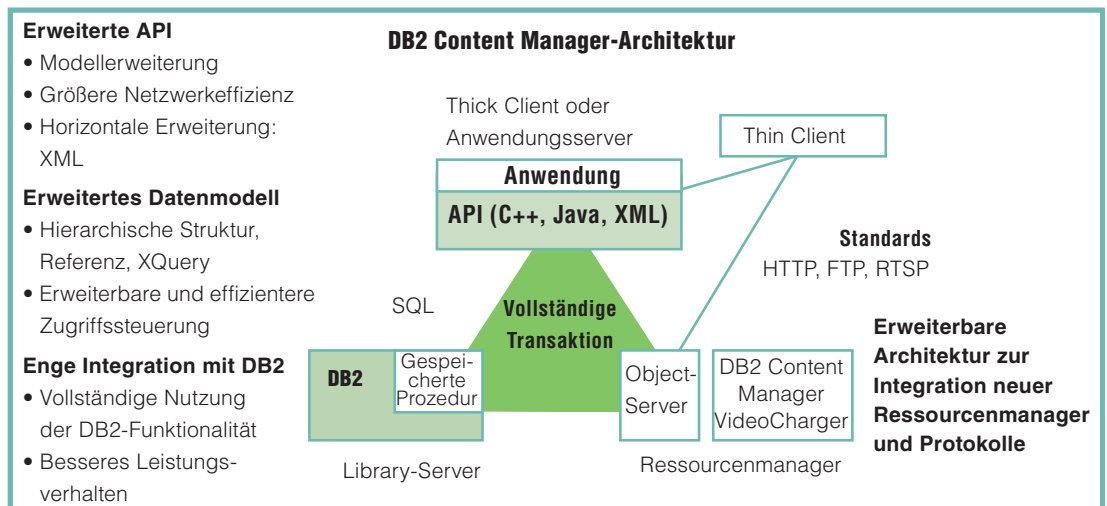 Erweiterte API
• Modellerweiterung
• Größere Netzwerkeffizienz
• Horizontale Erweiterung:
XML
Erweitertes Datenmodell
• Hierarchische Struktur,
Referenz, XQuery
• Erweiterbare und effizientere
Zugriffssteuerung
Enge Integration mit DB2
• Vollständige Nutzung
der DB2-Funktionalität
• Besseres Leistungs-
verhalten
DB2 Content Manager-Architektur
Thick Client oder
Anwendungsserver
Thin Client
Anwendung
API (C++, Java, XML)
Standards
HTTP, FTP, RTSP
SQL
Vollständige
Transaktion
DB2
Gespei-
cherte
Prozedur
Library-Server
Object-
Server
DB2 Content
Manager
VideoCharger
Ressourcenmanager
Erweiterbare
Architektur zur
Integration neuer
Ressourcenmanager
und Protokolle